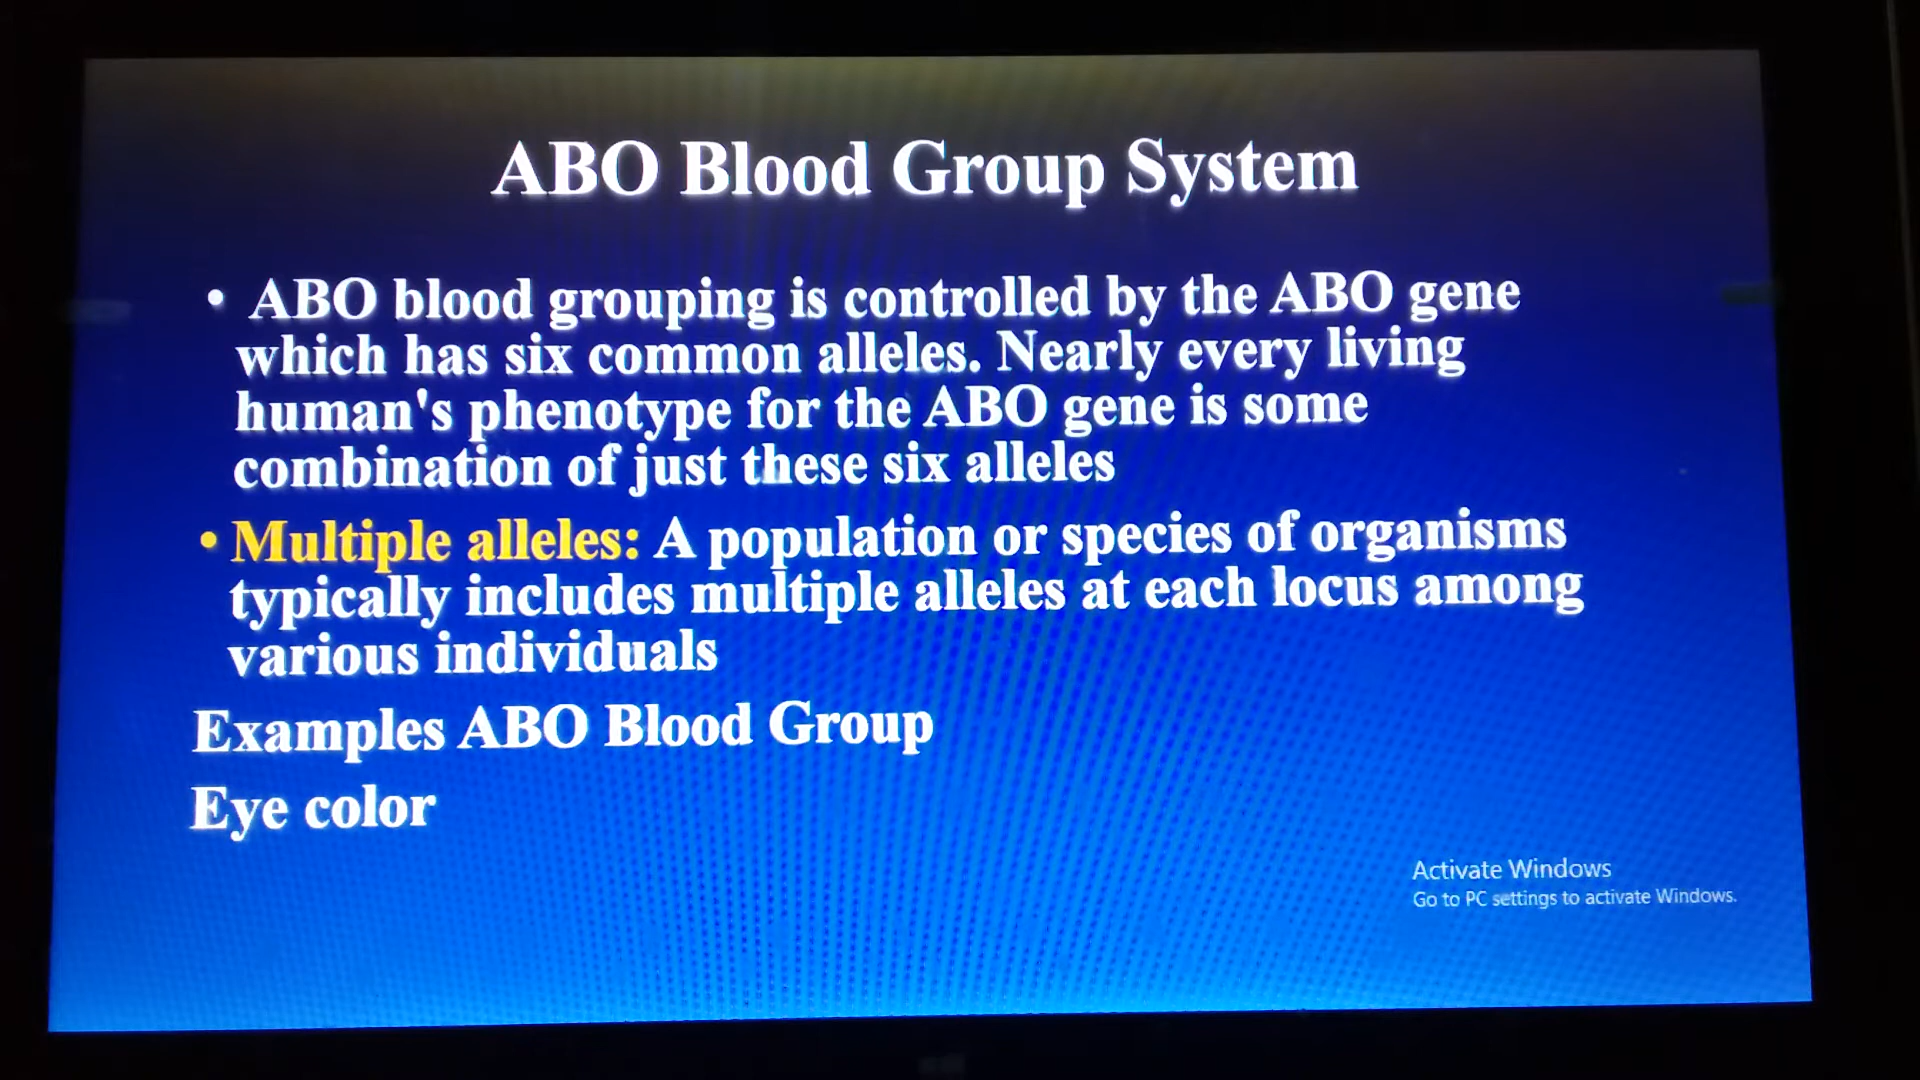 ABO Blood Group System
• ABO blood grouping is controlled by the ABO gene
which has six common alleles. Nearly every living
human's phenotype for the ABO gene is some
combination of just these six alleles
• Multiple alleles: A population or species of organisms
typically includes multiple alleles at each locus among
various individuals
Examples ABO Blood Group
Eye color
Activate Windows
Go to PC settings to activate Windows.